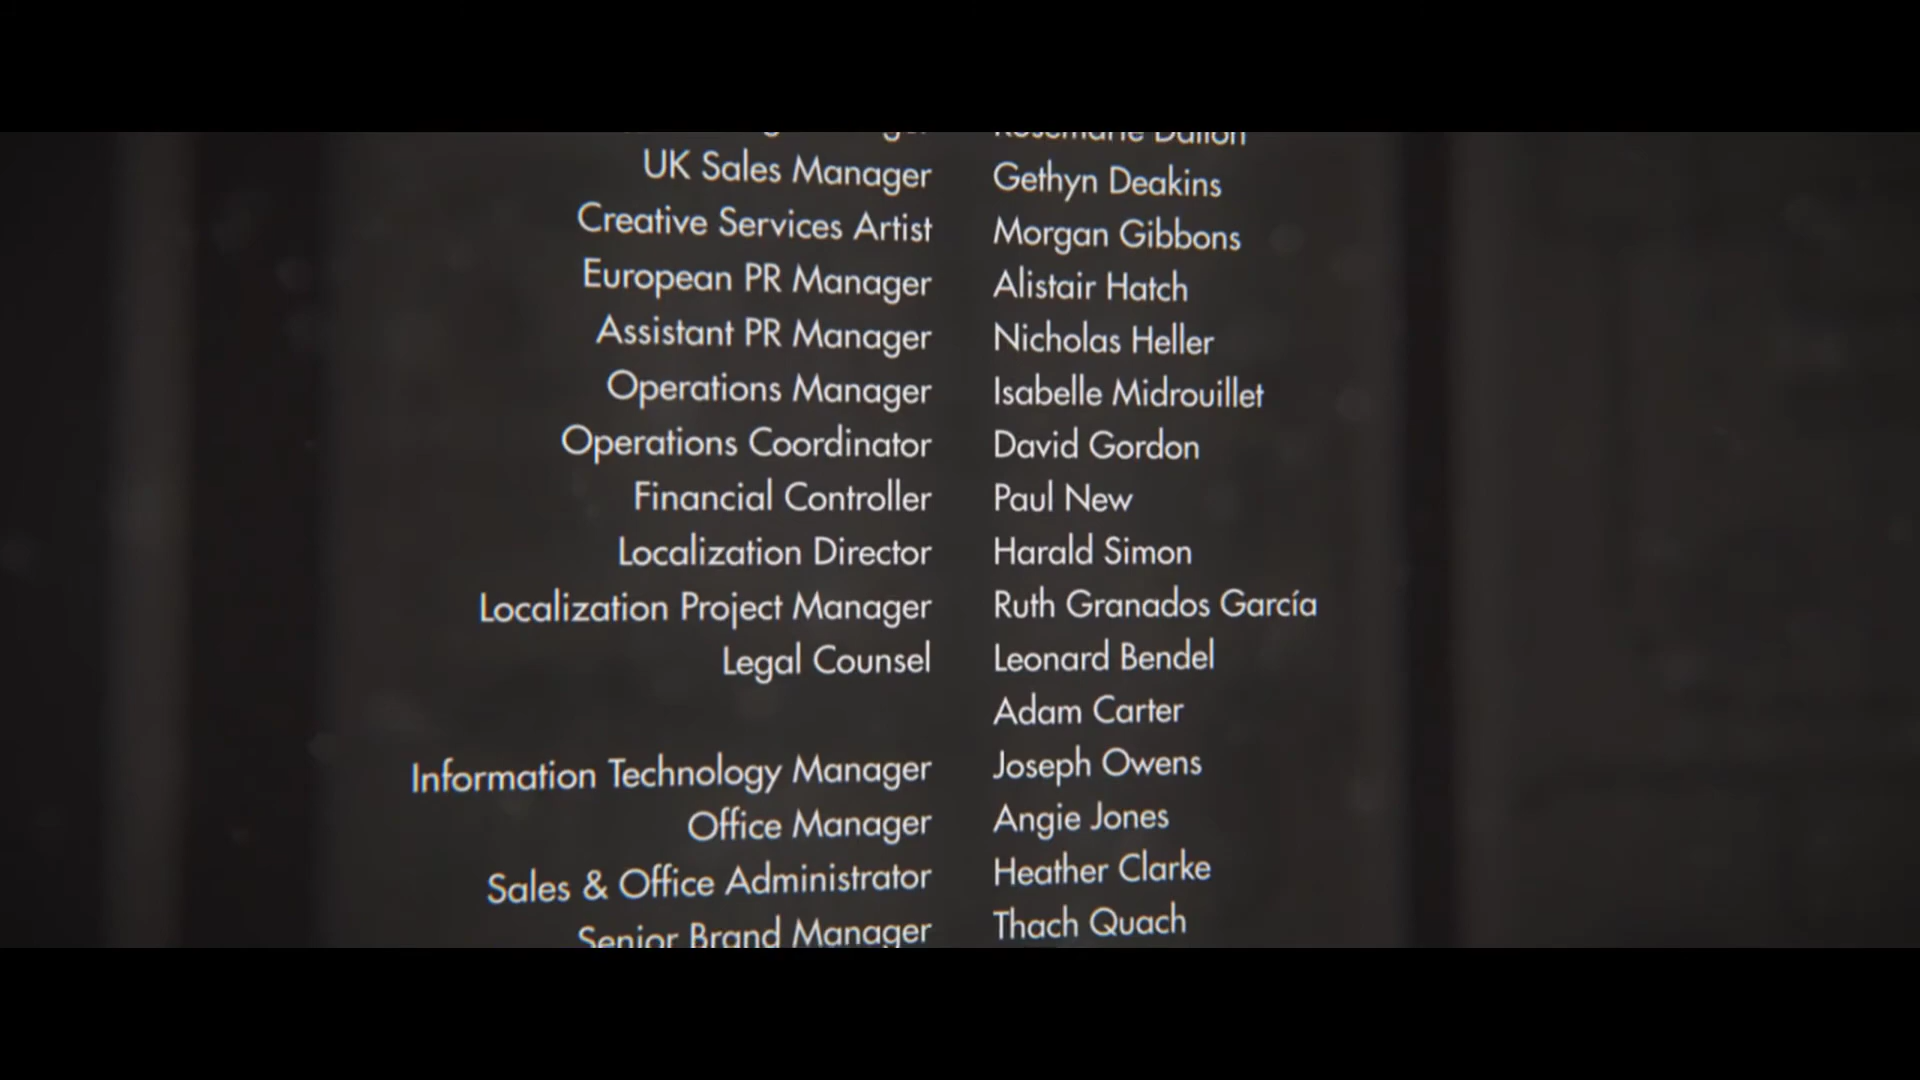 Rosemarie Dalton
UK Sales Manager Gethyn Deakins
Creative Services Artist Morgan Gibbons
European PR Manager Alistair Hatch
Assistant PR Manager Nicholas Heller
Operations Manager Isabelle Midrouillet
Operations Coordinator David Gordon
Financial Controller Paul New
Localization Director Harald Simon
Localization Project Manager Ruth Granados García
Legal Counsel Leonard Bendel
Adam Carter
Information Technology Manager Joseph Owens
Office Manager Angie Jones
Sales & Office Administrator Heather Clarke
Senior Brand Manager Thach Quach